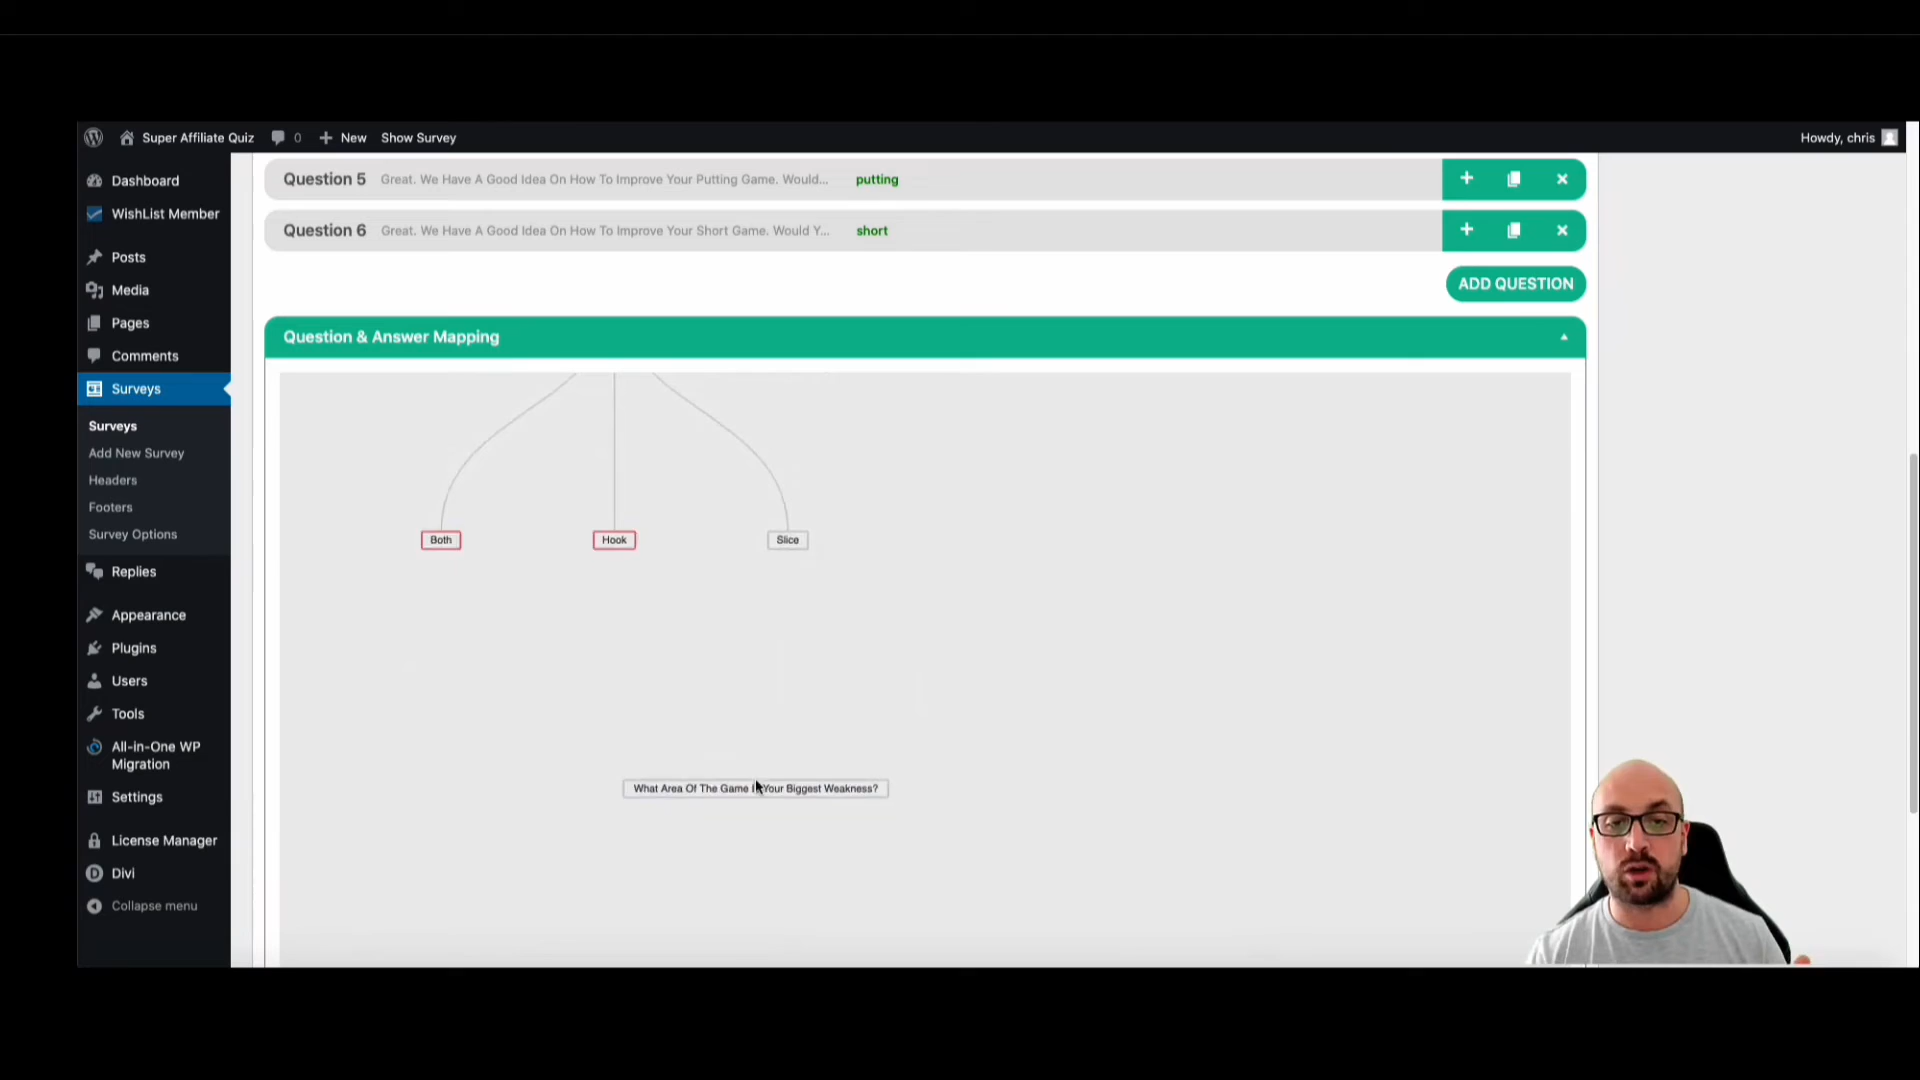 Super Affiliate Quiz 0 New Show Survey Howdy, chris
Dashboard
WishList Member
Posts
Media
Pages
Comments
Surveys
Surveys
Add New Survey
Headers
Footers
Survey Options
Replies
Appearance
Plugins
Users
Tools
All-in-One WP
Migration
Settings
License Manager
Divi
Collapse menu
Question 5 Great. We Have A Good Idea On How To Improve Your Putting Game. Would... putting
Question 6 Great. We Have A Good Idea On How To Improve Your Short Game. Would Y... short
ADD QUESTION
Question & Answer Mapping
Both Hook Slice
What Area Of The Game Your Biggest Weakness?